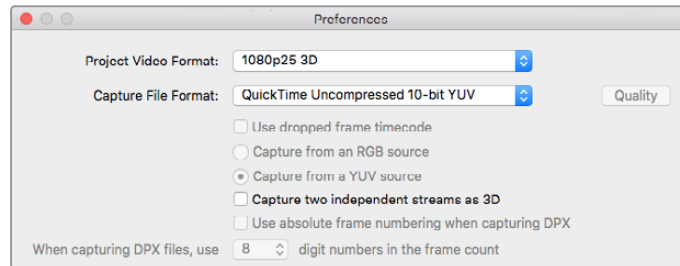 Preferences
Project Video Format: 1080p25 3D
Capture File Format: QuickTime Uncompressed 10-bit YUV Quality
Use dropped frame timecode
Capture from an RGB source
Capture from a YUV source
Capture two independent streams as 3D
Use absolute frame numbering when capturing DPX
When capturing DPX files, use 8 digit numbers in the frame count